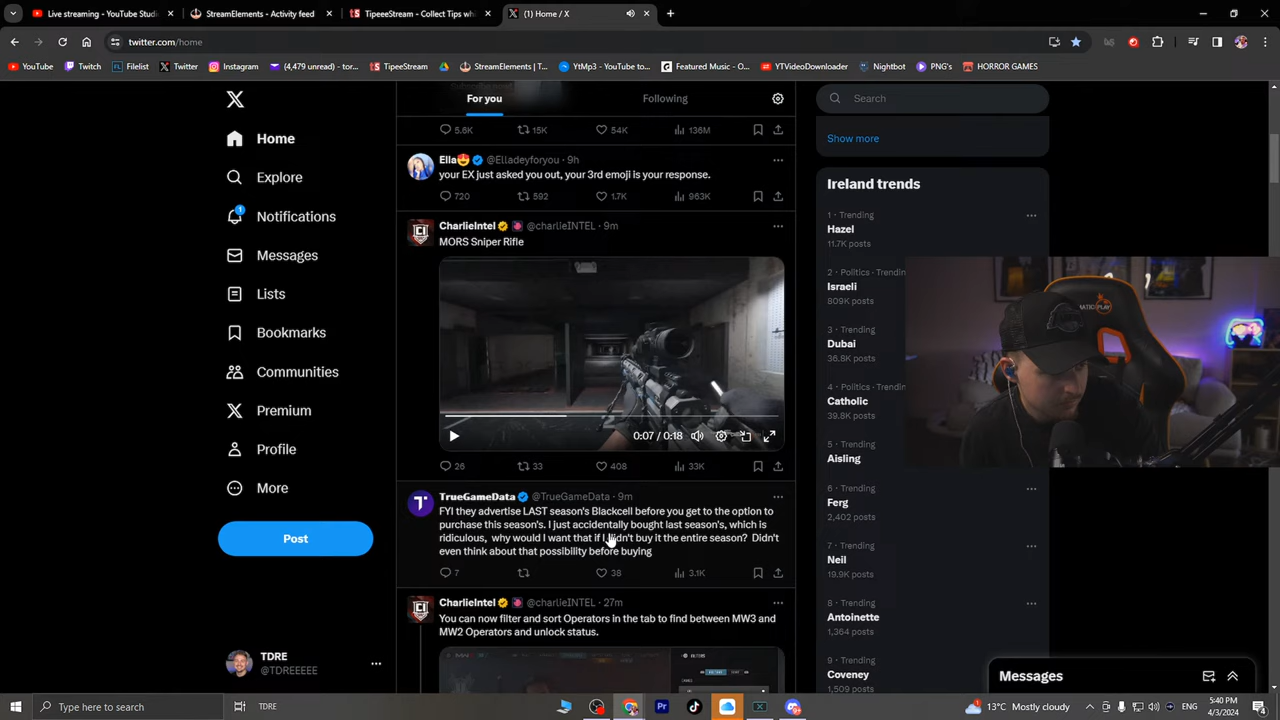 Live streaming - YouTube Studi
StreamElements - Activity feed
TipeeeStream - Collect Tips wh
(1) Home / X
twitter.com/home
YouTube
Twitch
Filelist
Twitter
Instagram
(4,479 unread) - tor...
TipeeStream
StreamElements | T...
YtMp3 - YouTube to...
Featured Music - O...
YTVideoDownloader
Nightbot
PNG's
HORROR GAMES
For you
Following
Home
Explore
1
Notifications
Messages
Lists
Bookmarks
Communities
Premium
Profile
More
Post
TDRE
@TDREEEEE
5.6K
15K
54K
136M
Ella😍 @Elladeyforyou · 9h
your EX just asked you out, your 3rd emoji is your response.
720
592
1.7K
963K
CharlieIntel @charlieINTEL · 9m
MORS Sniper Rifle
0:07 / 0:18
26
33
408
33K
TrueGameData @TrueGameData · 9m
FYI they advertise LAST season's Blackcell before you get to the option to
purchase this season's. I just accidentally bought last season's, which is
ridiculous, why would I want that if I didn't buy it the entire season? Didn't
even think about that possibility before buying
7
38
3.1K
CharlieIntel @charlieINTEL · 27m
You can now filter and sort Operators in the tab to find between MW3 and
MW2 Operators and unlock status.
Search
Show more
Ireland trends
1 · Trending
Hazel
11.7K posts
2 · Politics · Trendin
Israeli
809K posts
3 · Trending
Dubai
36.8K posts
4 · Politics · Trendin
Catholic
39.8K posts
5 · Trending
Aisling
6 · Trending
Ferg
2,402 posts
7 · Trending
Neil
19.9K posts
8 · Trending
Antoinette
1,364 posts
9 · Trending
Coveney
1,509 posts
Messages
Type here to search
TDRE
13°C Mostly cloudy
5:40 PM
4/3/2024